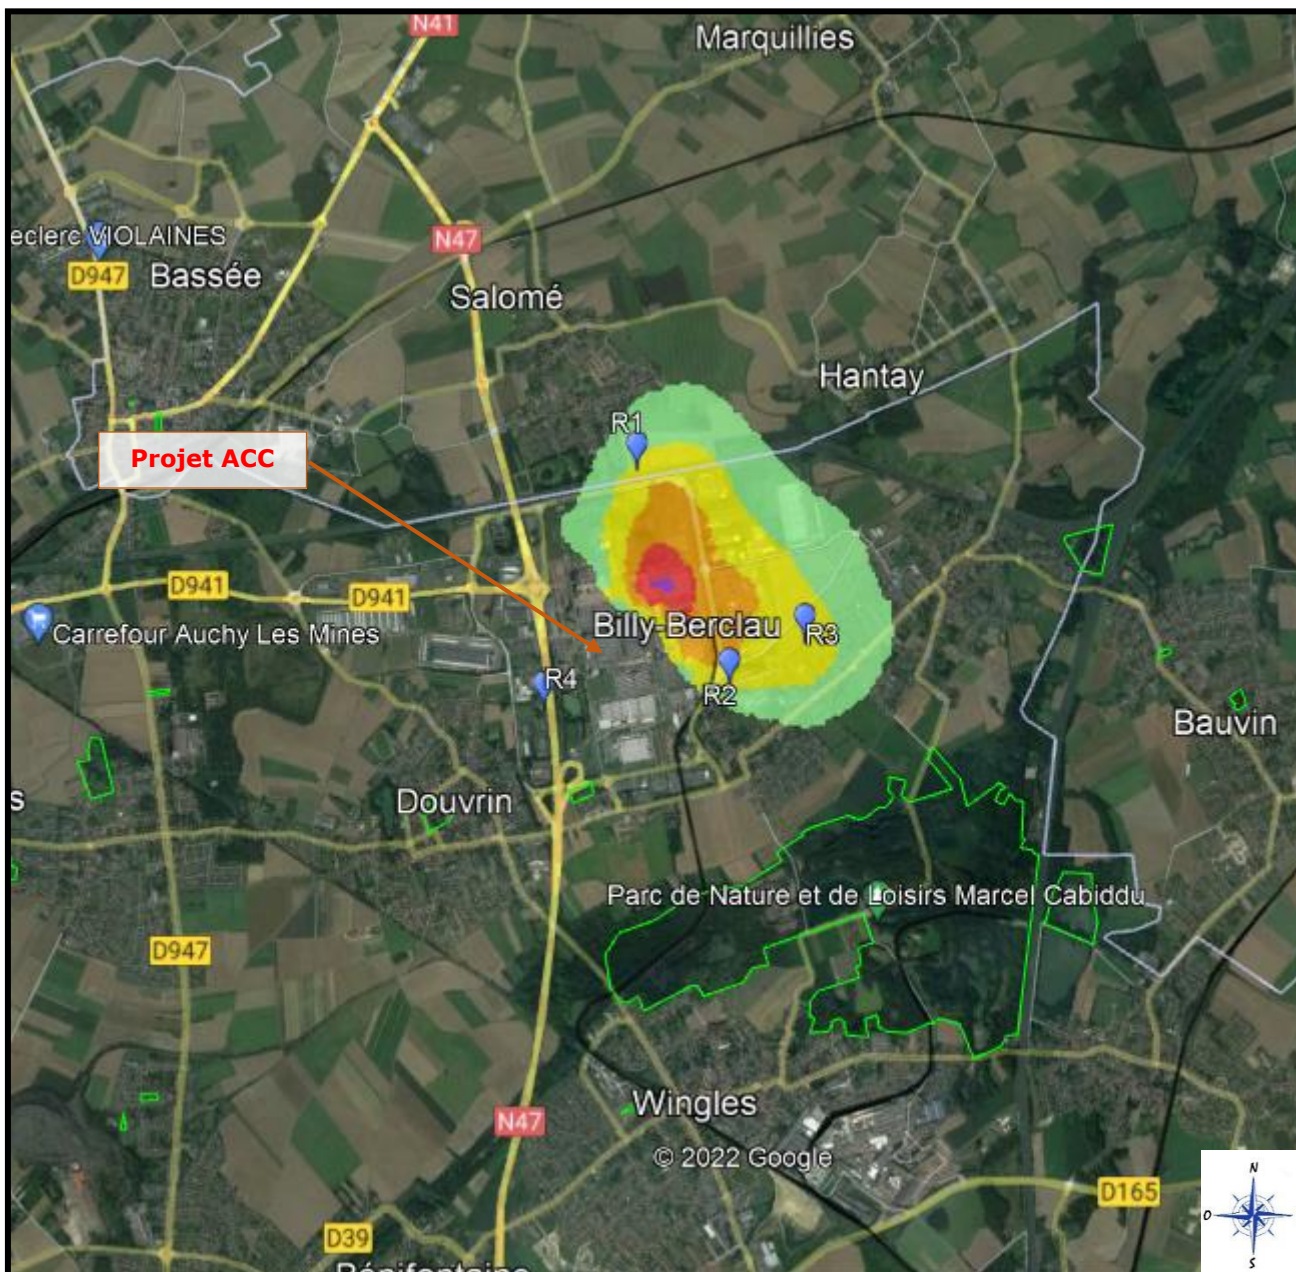 N41
Marquillies
eclerc VIOLAINES
N47
D947
Bassée
Salomé
Hantay
R1
Projet ACC
D941
D941
Carrefour Auchy Les Mines
Billy-Berclau
R3
R4
R2
Bauvin
s
Douvrin
Parc de Nature et de Loisirs Marcel Cabiddu
D947
Wingles
N47
© 2022 Google
D165
D39
N
O
S